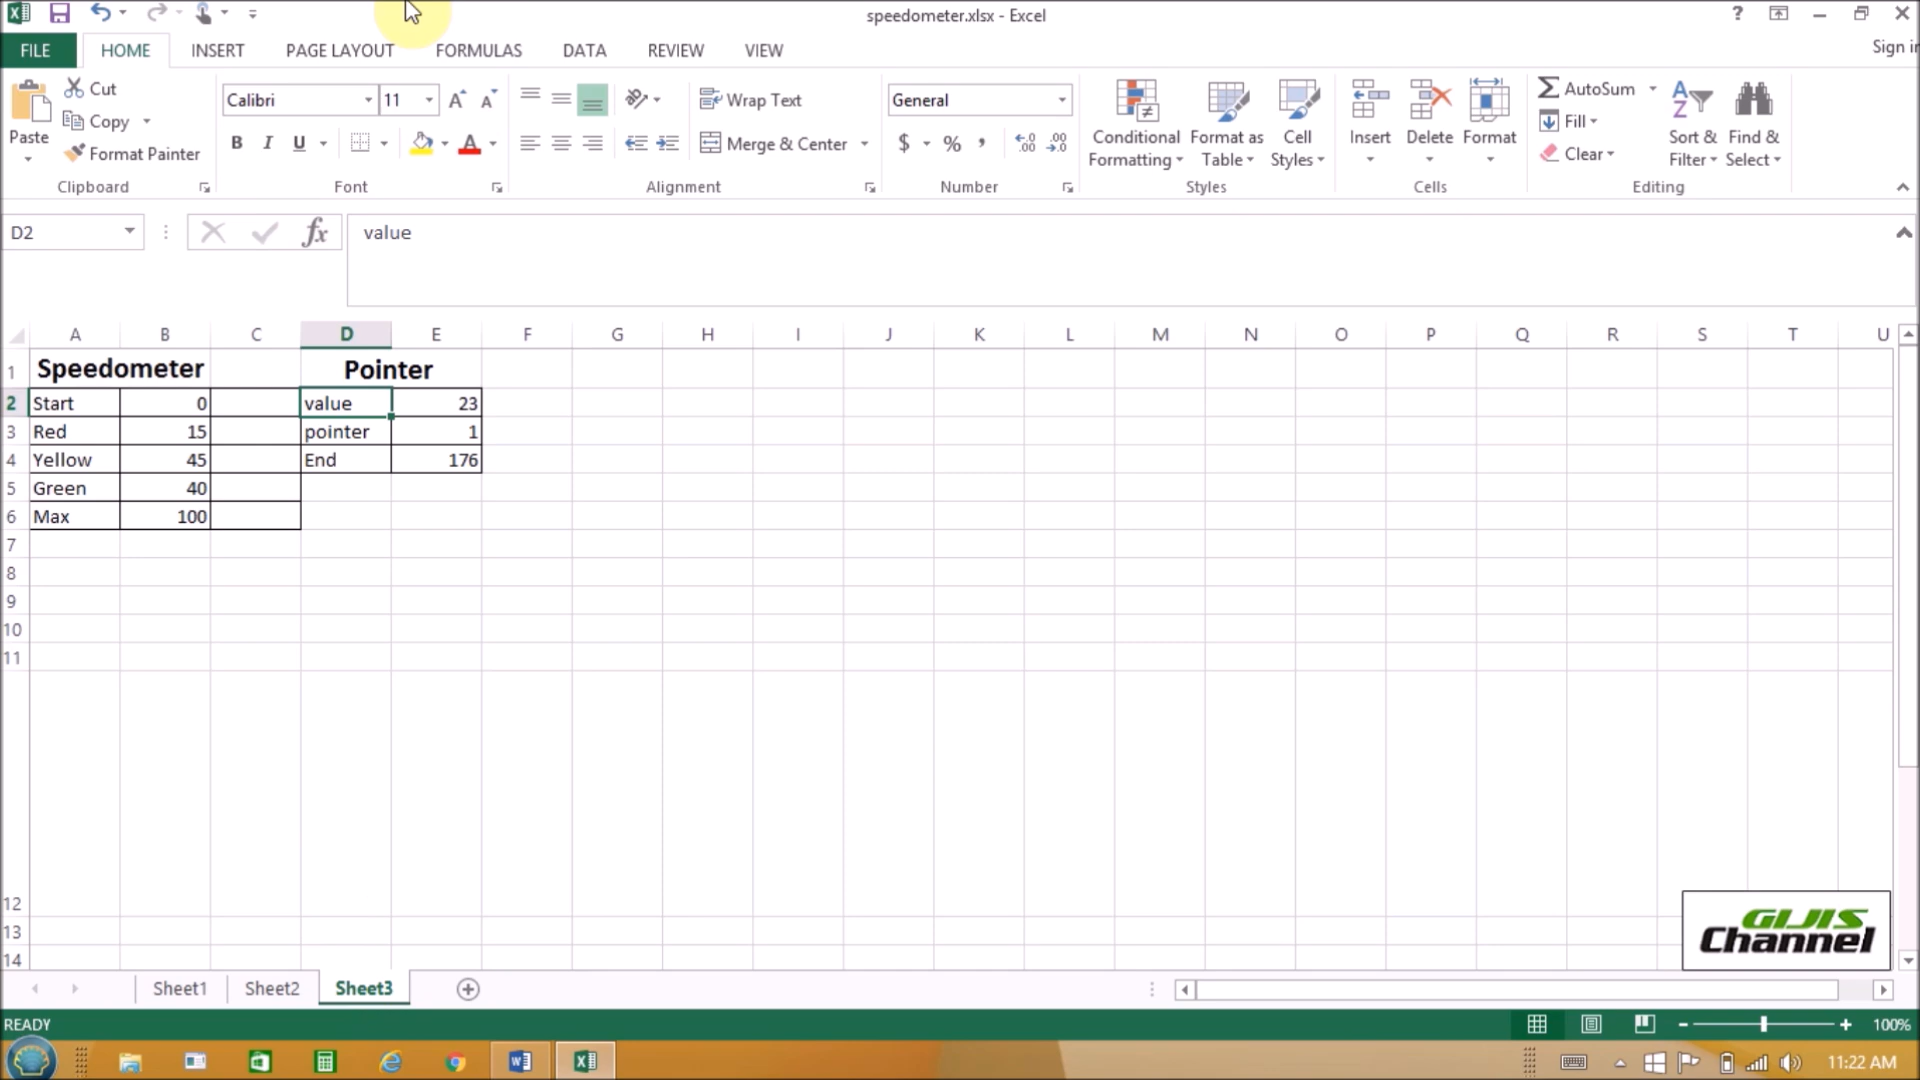 speedometer.xlsx - Excel
?
FILE HOME INSERT PAGE LAYOUT FORMULAS DATA REVIEW VIEW
Sign in
Paste
Cut
Copy
Format Painter
Clipboard
Calibri 11
B I U
Font
Wrap Text
Merge & Center
Alignment
General
$ %
Number
Conditional
Formatting
Format as
Table
Cell
Styles
Styles
Insert Delete Format
Cells
AutoSum
Fill
Clear
Sort &
Filter
Find &
Select
Editing
D2 fx value
A B C D E F G H I J K L M N O P Q R S T U
1 Speedometer Pointer
2 Start 0 value 23
3 Red 15 pointer 1
4 Yellow 45 End 176
5 Green 40
6 Max 100
7
8
9
10
11
12
13
14
GIJIS
Channel
Sheet1 Sheet2 Sheet3
READY 100%
11:22 AM